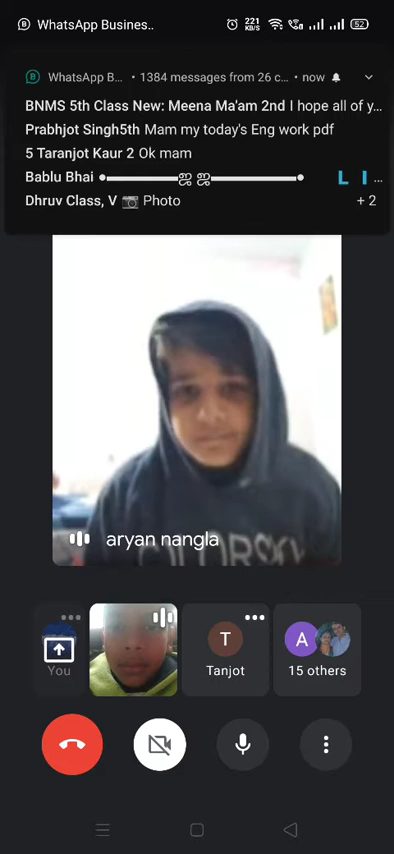 WhatsApp Busines..
221
KB/S
52
WhatsApp B... • 1384 messages from 26 c... • now
BNMS 5th Class New: Meena Ma'am 2nd I hope all of y...
Prabhjot Singh5th Mam my today's Eng work pdf
5 Taranjot Kaur 2 Ok mam
Bablu Bhai L I ...
Dhruv Class, V 📷 Photo + 2
aryan nangla
You
T
Tanjot
A
15 others